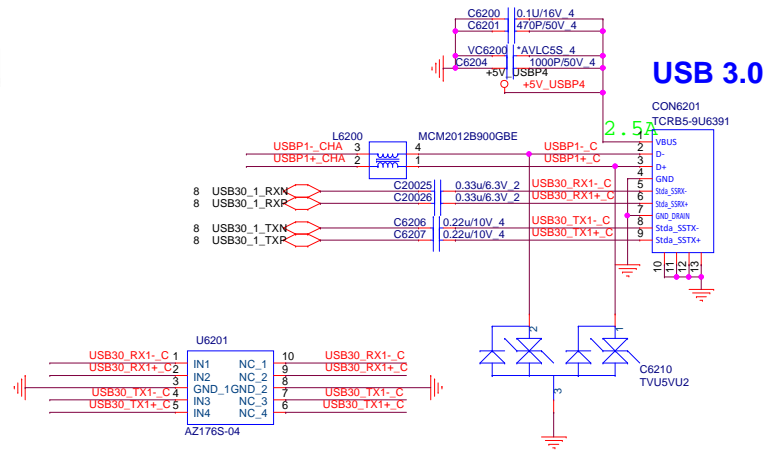 C6200 0.1U/16V_4
C6201 470P/50V_4
VC6200 *AVLC5S_4
C6204 1000P/50V_4
+5V_USBP4
+5V_USBP4
USB 3.0
CON6201
TCRB5-9U6391
2.5A
L6200 MCM2012B900GBE
USBP1-_CHA 3 4 USBP1-_C
USBP1+_CHA 2 1 USBP1+_C
1 VBUS
2 D-
3 D+
4 GND
5 Stda_SSRX-
6 Stda_SSRX+
7 GND_DRAIN
8 Stda_SSTX-
9 Stda_SSTX+
10 11 12 13
8 USB30_1_RXN C20025 0.33u/6.3V_2 USB30_RX1-_C
8 USB30_1_RXP C20026 0.33u/6.3V_2 USB30_RX1+_C
8 USB30_1_TXN C6206 0.22u/10V_4 USB30_TX1-_C
8 USB30_1_TXP C6207 0.22u/10V_4 USB30_TX1+_C
2 1
3
C6210
TVU5VU2
U6201
USB30_RX1-_C 1 IN1 NC_1 10 USB30_RX1-_C
USB30_RX1+_C 2 IN2 NC_2 9 USB30_RX1+_C
3 GND_1 GND_2 8
USB30_TX1-_C 4 IN3 NC_3 7 USB30_TX1-_C
USB30_TX1+_C 5 IN4 NC_4 6 USB30_TX1+_C
AZ176S-04